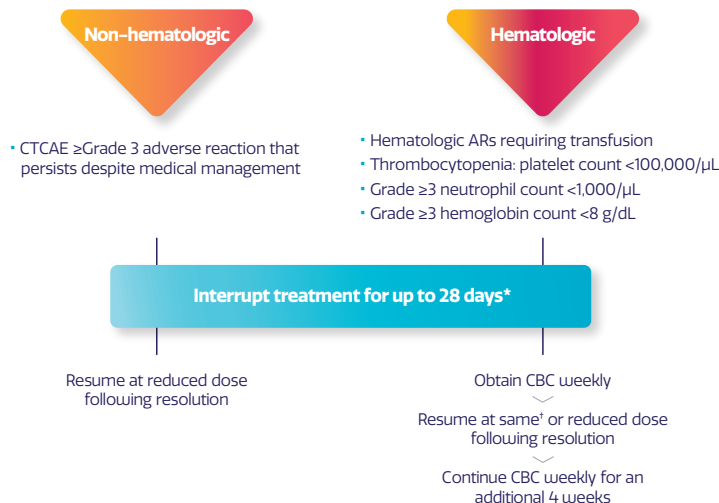 Non-hematologic
▪ CTCAE ≥Grade 3 adverse reaction that
persists despite medical management
Hematologic
▪ Hematologic ARs requiring transfusion
▪ Thrombocytopenia: platelet count <100,000/µL
▪ Grade ≥3 neutrophil count <1,000/µL
▪ Grade ≥3 hemoglobin count <8 g/dL
Interrupt treatment for up to 28 days*
Resume at reduced dose
following resolution
Obtain CBC weekly
Resume at same† or reduced dose
following resolution
Continue CBC weekly for an
additional 4 weeks